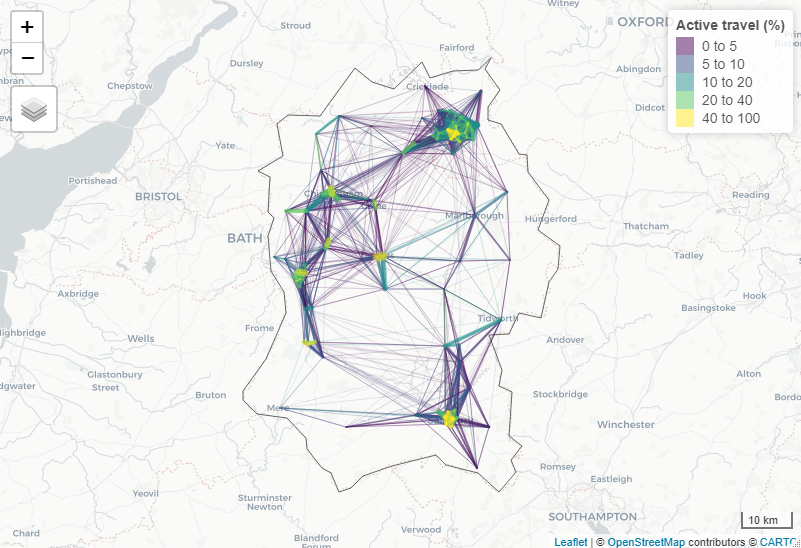 +
−
Witney
OXFORD
Active travel (%)
0 to 5
5 to 10
10 to 20
20 to 40
40 to 100
Stroud
Fairford
Dursley
Abingdon
Chepstow
Cricklade
Didcot
Yate
Portishead
BRISTOL
Reading
Marlborough
Hungerford
Thatcham
BATH
Tadley
Axbridge
Hook
Basingstoke
Highbridge
Wells
Frome
Tidworth
Andover
Glastonbury
Street
Alton
Bruton
Stockbridge
Mere
Winchester
Romsey
Eastleigh
Yeovil
Sturminster
Newton
SOUTHAMPTON
10 km
Chard
Verwood
Blandford
Forum
Leaflet | © OpenStreetMap contributors © CARTO